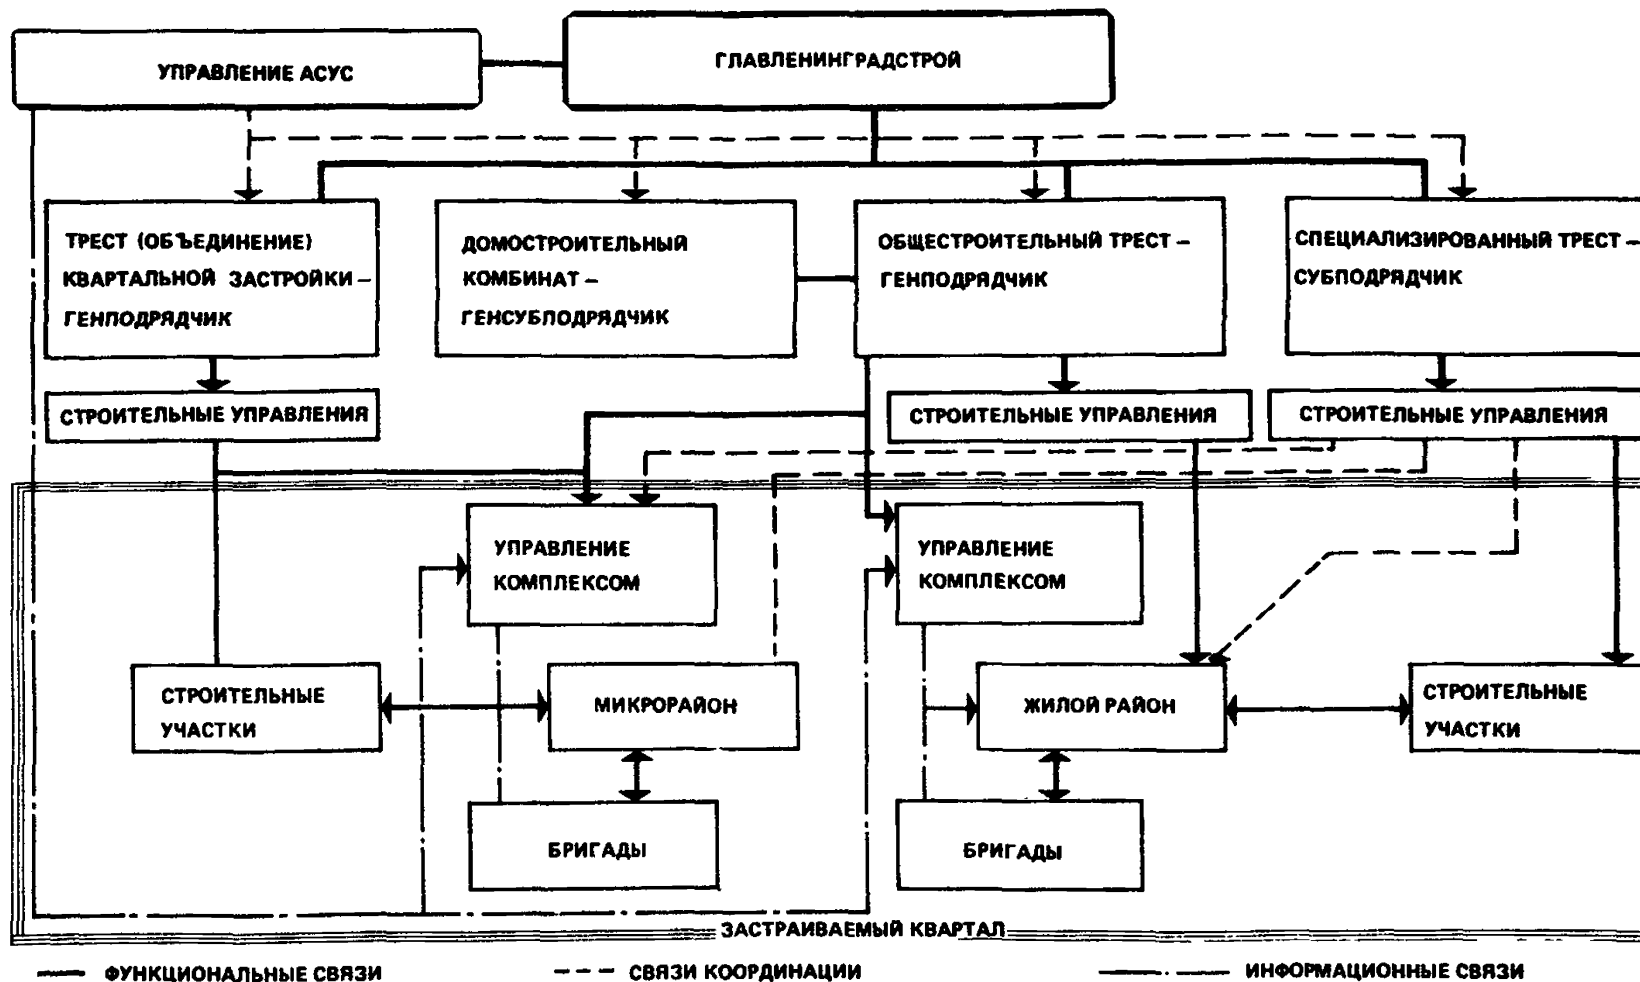 УПРАВЛЕНИЕ АСУС
ГЛАВЛЕНИНГРАДСТРОЙ
ТРЕСТ (ОБЪЕДИНЕНИЕ)
КВАРТАЛЬНОЙ ЗАСТРОЙКИ –
ГЕНПОДРЯДЧИК
ДОМОСТРОИТЕЛЬНЫЙ
КОМБИНАТ –
ГЕНСУБПОДРЯДЧИК
ОБЩЕСТРОИТЕЛЬНЫЙ ТРЕСТ –
ГЕНПОДРЯДЧИК
СПЕЦИАЛИЗИРОВАННЫЙ ТРЕСТ –
СУБПОДРЯДЧИК
СТРОИТЕЛЬНЫЕ УПРАВЛЕНИЯ
СТРОИТЕЛЬНЫЕ УПРАВЛЕНИЯ
СТРОИТЕЛЬНЫЕ УПРАВЛЕНИЯ
УПРАВЛЕНИЕ
КОМПЛЕКСОМ
УПРАВЛЕНИЕ
КОМПЛЕКСОМ
СТРОИТЕЛЬНЫЕ
УЧАСТКИ
МИКРОРАЙОН
ЖИЛОЙ РАЙОН
СТРОИТЕЛЬНЫЕ
УЧАСТКИ
БРИГАДЫ
БРИГАДЫ
ЗАСТРАИВАЕМЫЙ КВАРТАЛ
ФУНКЦИОНАЛЬНЫЕ СВЯЗИ
СВЯЗИ КООРДИНАЦИИ
ИНФОРМАЦИОННЫЕ СВЯЗИ